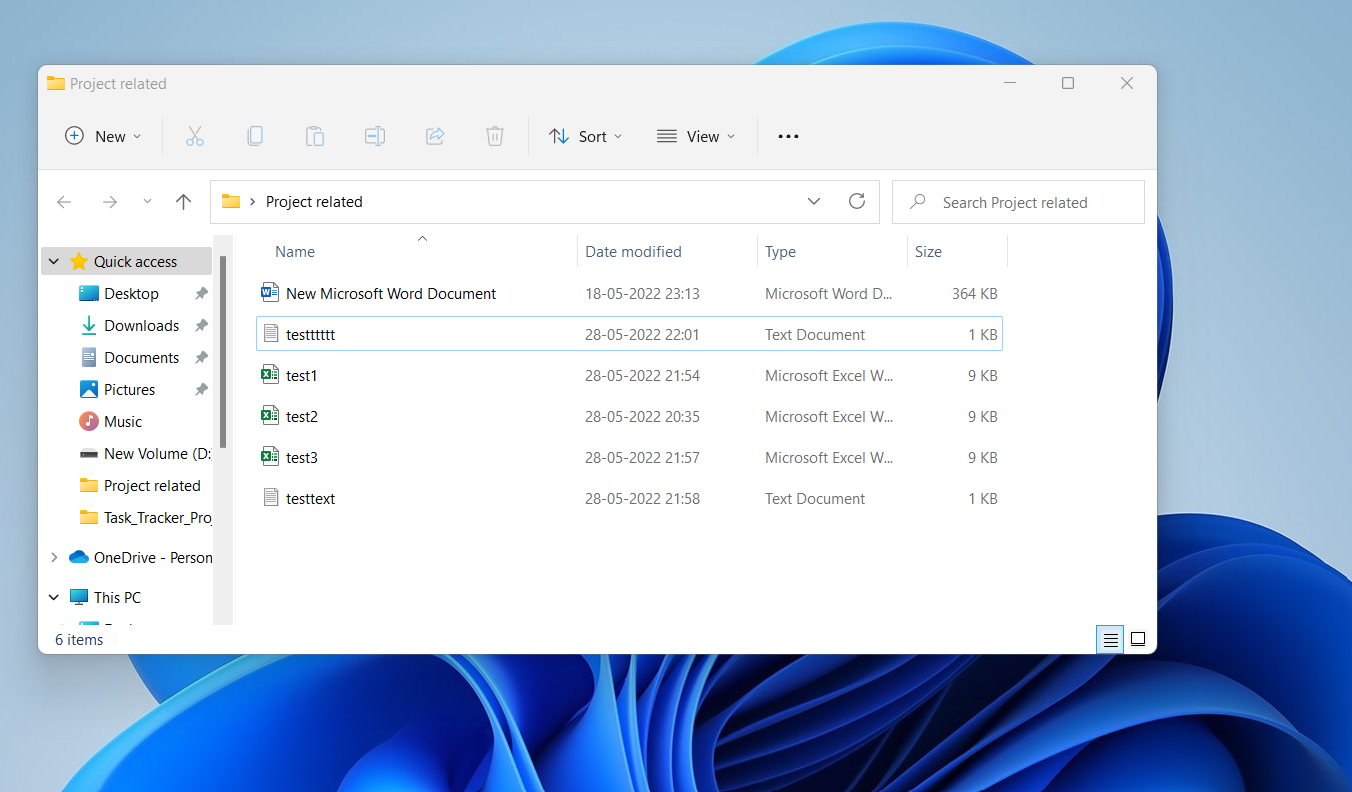 Project related
New Sort View
Project related Search Project related
Name Date modified Type Size
Quick access
Desktop
Downloads
Documents
Pictures
Music
New Volume (D:
Project related
Task_Tracker_Proj
OneDrive - Person
This PC
New Microsoft Word Document 18-05-2022 23:13 Microsoft Word D... 364 KB
testttttt 28-05-2022 22:01 Text Document 1 KB
test1 28-05-2022 21:54 Microsoft Excel W... 9 KB
test2 28-05-2022 20:35 Microsoft Excel W... 9 KB
test3 28-05-2022 21:57 Microsoft Excel W... 9 KB
testtext 28-05-2022 21:58 Text Document 1 KB
6 items